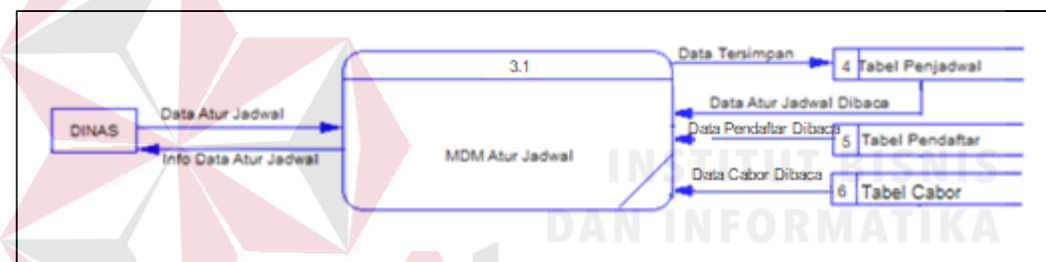 3.1
Data Tersimpan
4 Tabel Penjadwal
Data Atur Jadwal
Data Atur Jadwal Dibaca
DINAS
Data Pendaftar Dibaca
5 Tabel Pendaftar
Info Data Atur Jadwal
MDM Atur Jadwal
INSTITUT BISNIS
Data Cabor Dibaca
6 Tabel Cabor
DAN INFORMATIKA